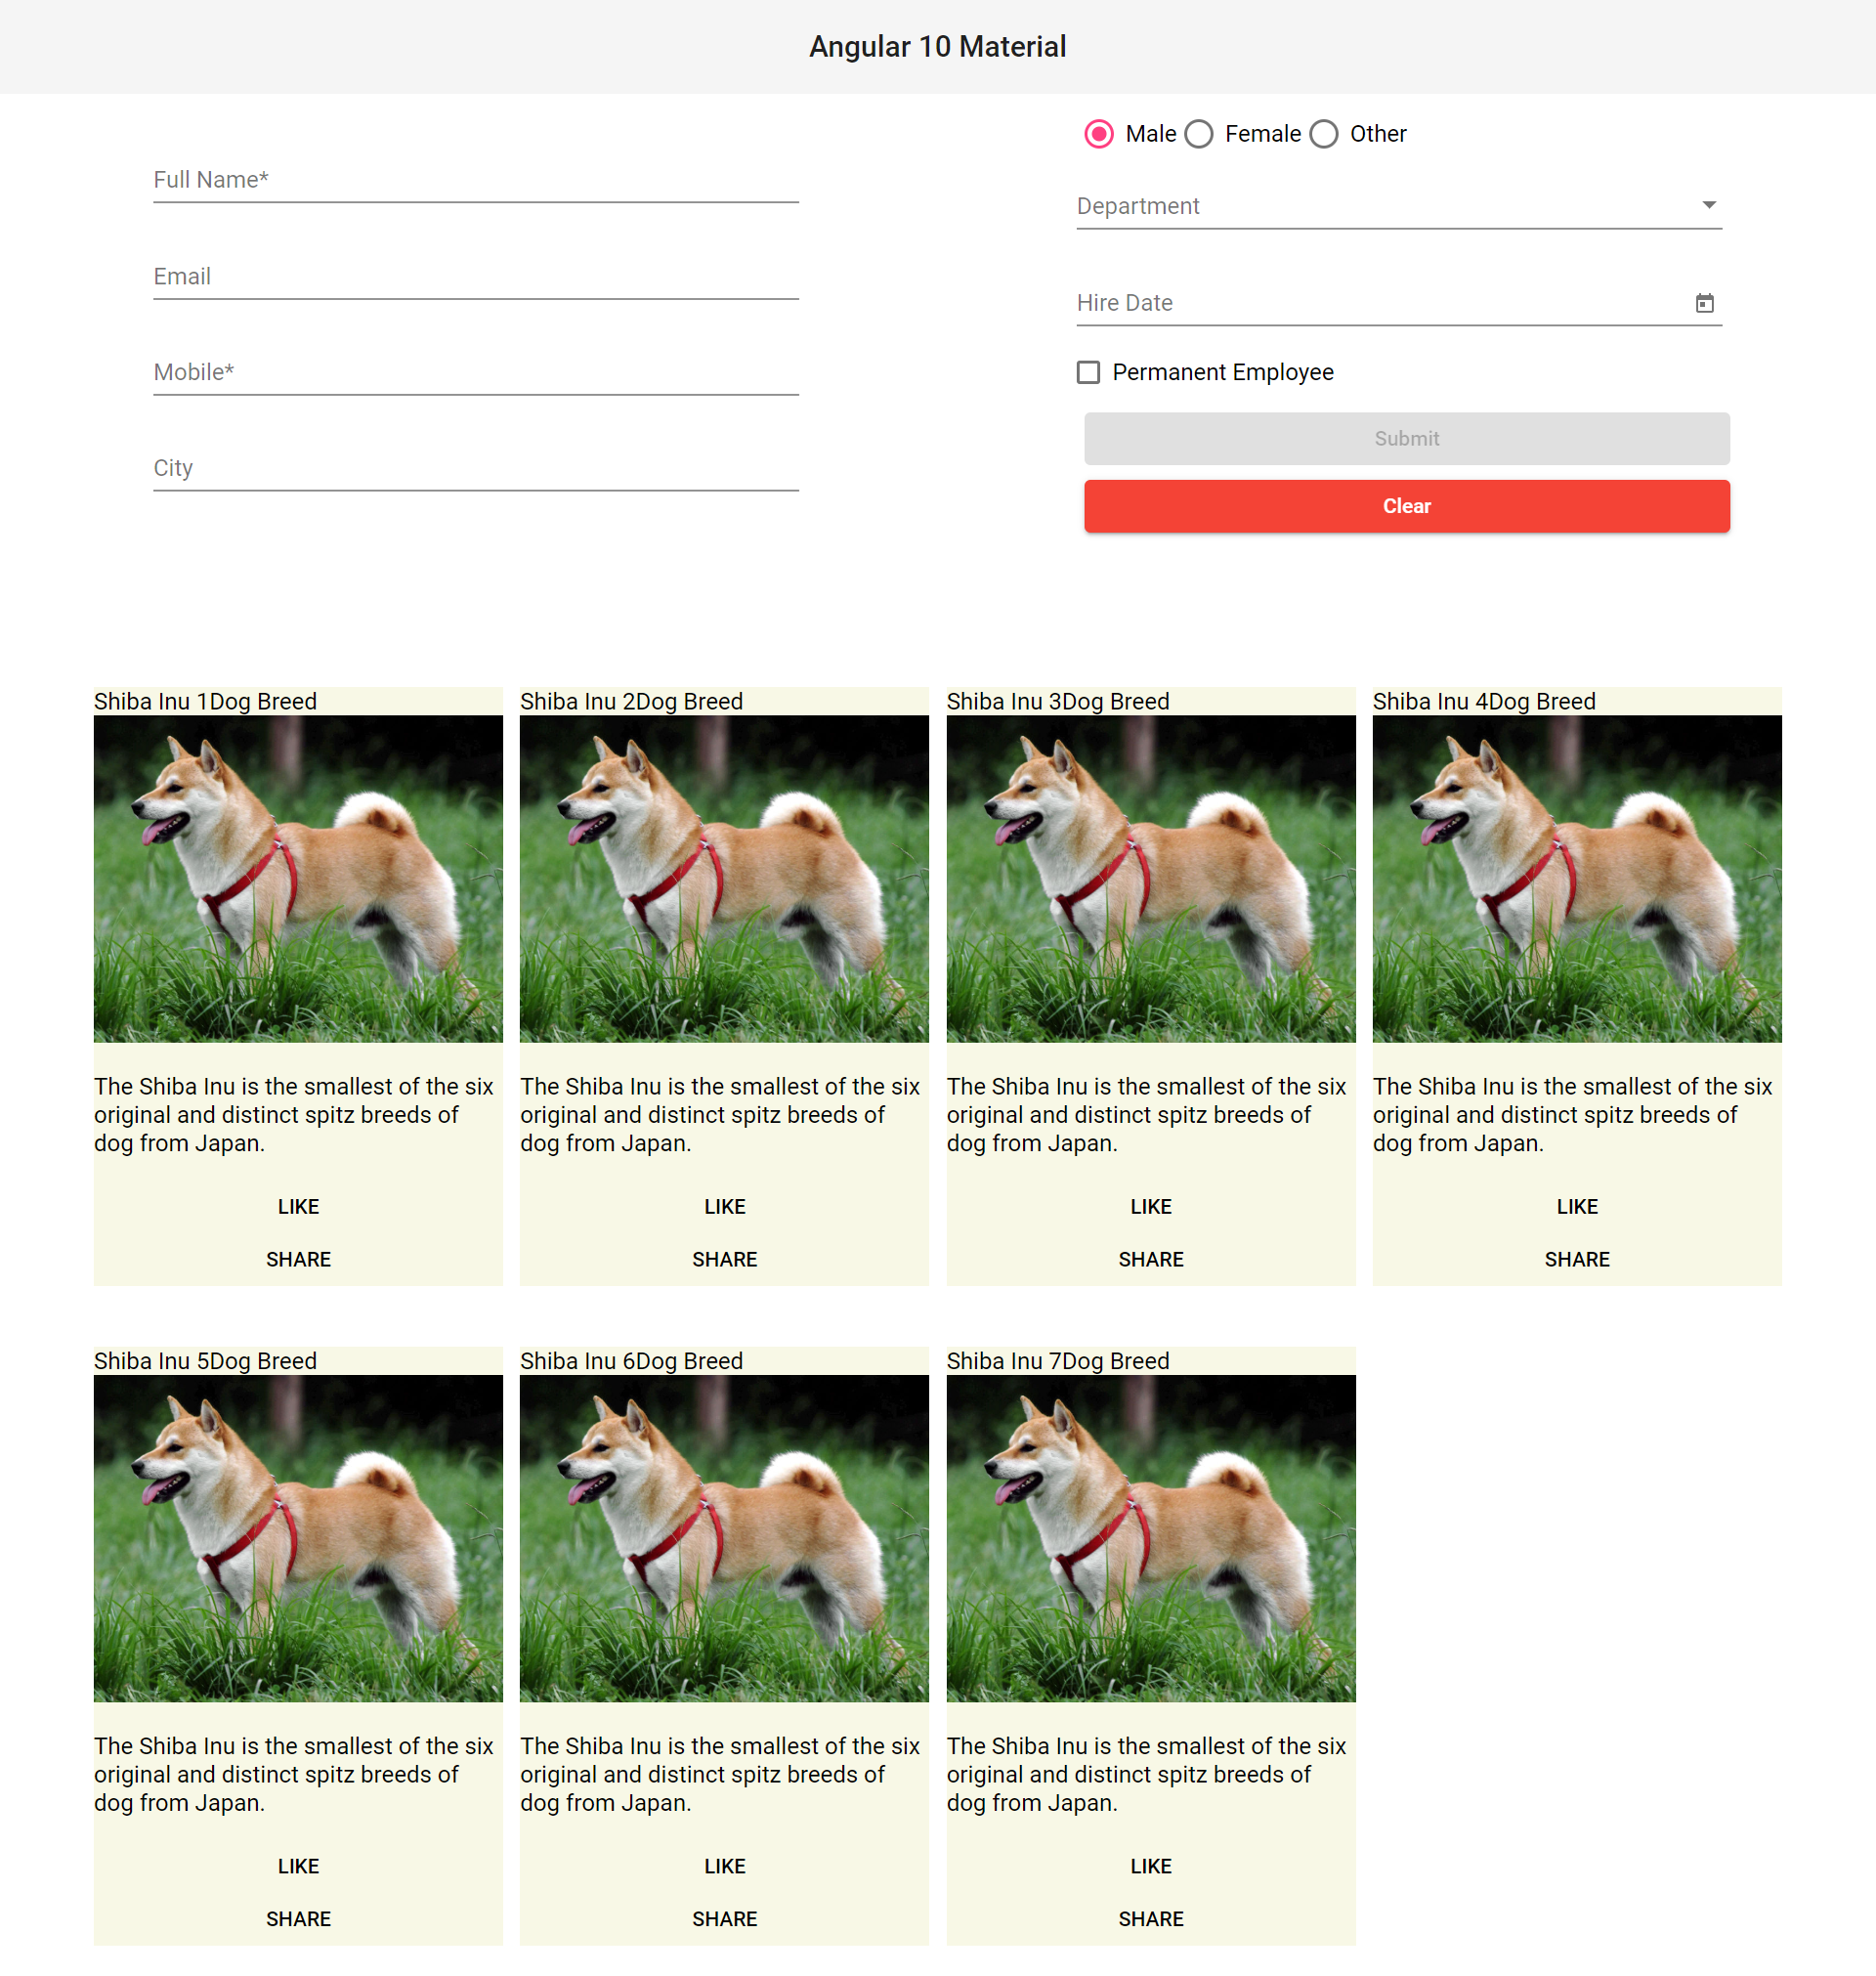 Angular 10 Material
Male Female Other
Full Name*
Department
Email
Hire Date
Mobile*
Permanent Employee
City
Submit
Clear
Shiba Inu 1Dog Breed
The Shiba Inu is the smallest of the six
original and distinct spitz breeds of
dog from Japan.
LIKE
SHARE
Shiba Inu 2Dog Breed
The Shiba Inu is the smallest of the six
original and distinct spitz breeds of
dog from Japan.
LIKE
SHARE
Shiba Inu 3Dog Breed
The Shiba Inu is the smallest of the six
original and distinct spitz breeds of
dog from Japan.
LIKE
SHARE
Shiba Inu 4Dog Breed
The Shiba Inu is the smallest of the six
original and distinct spitz breeds of
dog from Japan.
LIKE
SHARE
Shiba Inu 5Dog Breed
The Shiba Inu is the smallest of the six
original and distinct spitz breeds of
dog from Japan.
LIKE
SHARE
Shiba Inu 6Dog Breed
The Shiba Inu is the smallest of the six
original and distinct spitz breeds of
dog from Japan.
LIKE
SHARE
Shiba Inu 7Dog Breed
The Shiba Inu is the smallest of the six
original and distinct spitz breeds of
dog from Japan.
LIKE
SHARE